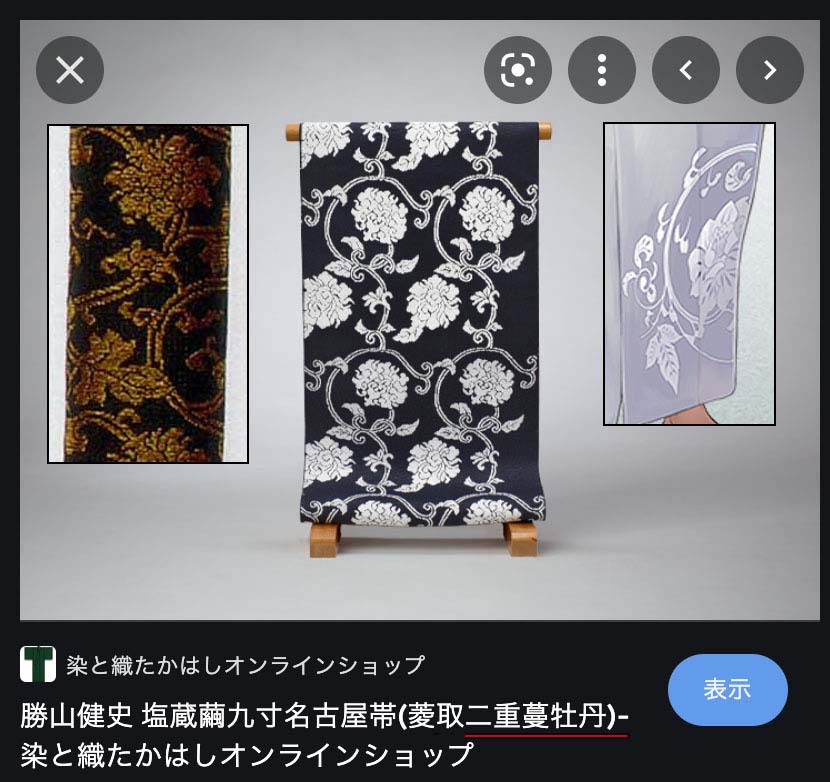 染と織たかはしオンラインショップ
勝山健史 塩蔵繭九寸名古屋帯(菱取二重蔓牡丹)-
染と織たかはしオンラインショップ
表示